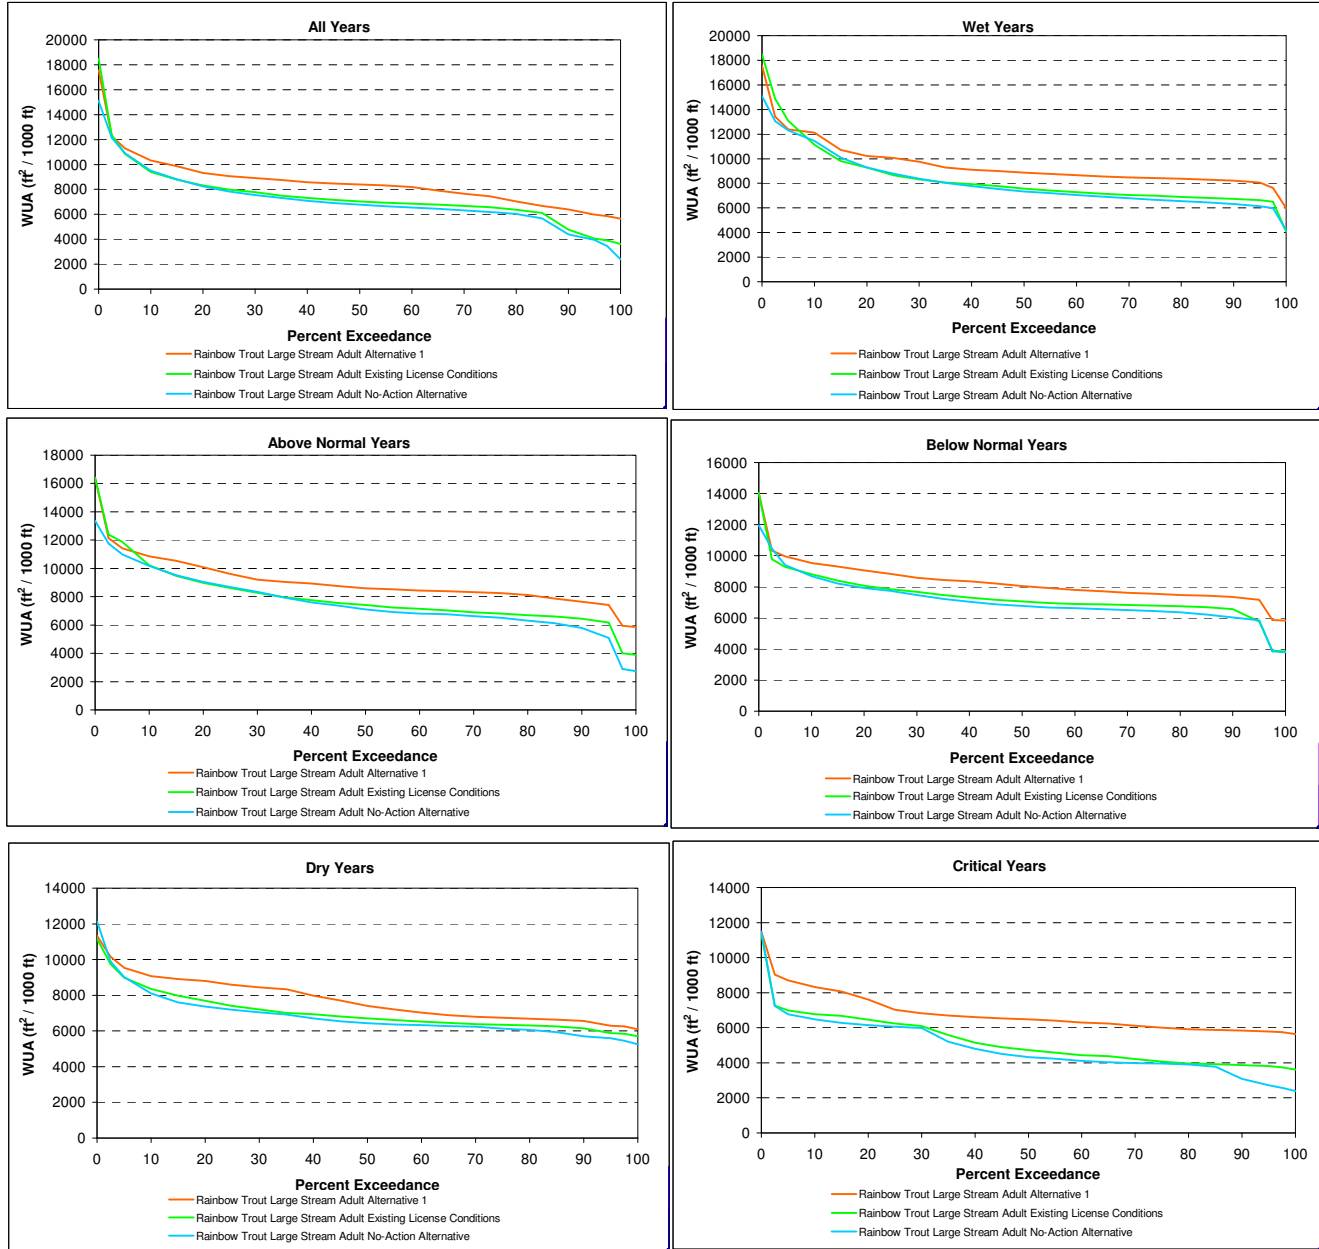 All Years
WUA (ft² / 1000 ft)
20000
18000
16000
14000
12000
10000
8000
6000
4000
2000
0
0 10 20 30 40 50 60 70 80 90 100
Percent Exceedance
Rainbow Trout Large Stream Adult Alternative 1
Rainbow Trout Large Stream Adult Existing License Conditions
Rainbow Trout Large Stream Adult No-Action Alternative
Wet Years
WUA (ft² / 1000 ft)
20000
18000
16000
14000
12000
10000
8000
6000
4000
2000
0
0 10 20 30 40 50 60 70 80 90 100
Percent Exceedance
Rainbow Trout Large Stream Adult Alternative 1
Rainbow Trout Large Stream Adult Existing License Conditions
Rainbow Trout Large Stream Adult No-Action Alternative
Above Normal Years
WUA (ft² / 1000 ft)
18000
16000
14000
12000
10000
8000
6000
4000
2000
0
0 10 20 30 40 50 60 70 80 90 100
Percent Exceedance
Rainbow Trout Large Stream Adult Alternative 1
Rainbow Trout Large Stream Adult Existing License Conditions
Rainbow Trout Large Stream Adult No-Action Alternative
Below Normal Years
WUA (ft² / 1000 ft)
16000
14000
12000
10000
8000
6000
4000
2000
0
0 10 20 30 40 50 60 70 80 90 100
Percent Exceedance
Rainbow Trout Large Stream Adult Alternative 1
Rainbow Trout Large Stream Adult Existing License Conditions
Rainbow Trout Large Stream Adult No-Action Alternative
Dry Years
WUA (ft² / 1000 ft)
14000
12000
10000
8000
6000
4000
2000
0
0 10 20 30 40 50 60 70 80 90 100
Percent Exceedance
Rainbow Trout Large Stream Adult Alternative 1
Rainbow Trout Large Stream Adult Existing License Conditions
Rainbow Trout Large Stream Adult No-Action Alternative
Critical Years
WUA (ft² / 1000 ft)
14000
12000
10000
8000
6000
4000
2000
0
0 10 20 30 40 50 60 70 80 90 100
Percent Exceedance
Rainbow Trout Large Stream Adult Alternative 1
Rainbow Trout Large Stream Adult Existing License Conditions
Rainbow Trout Large Stream Adult No-Action Alternative